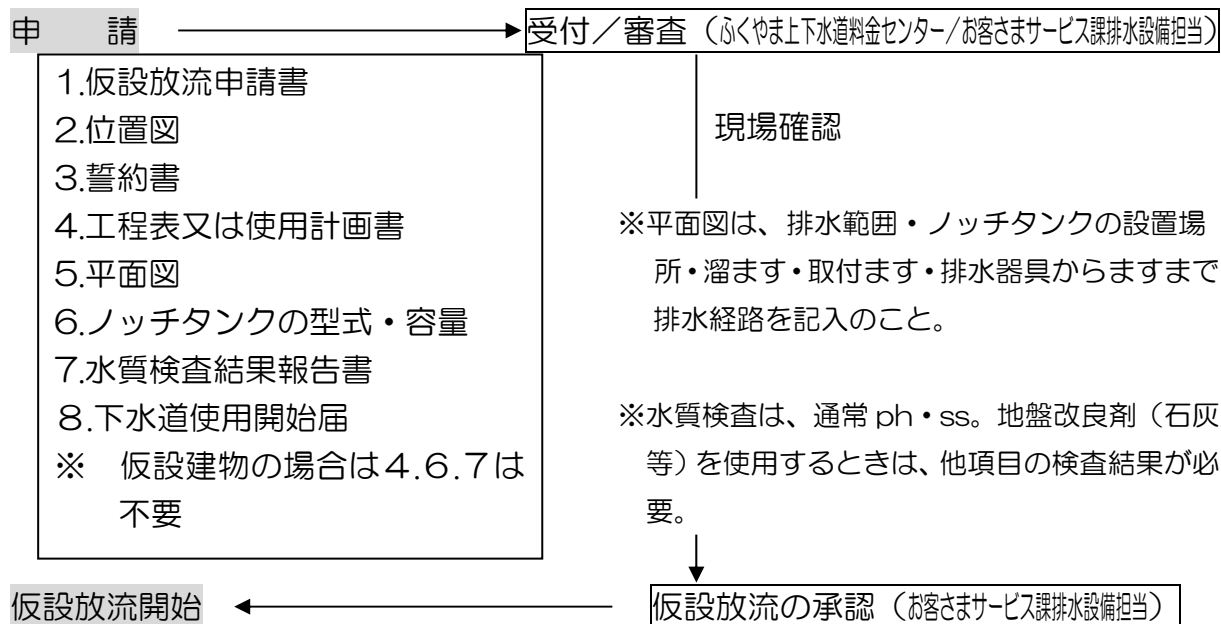 申　　請
受付／審査（ふくやま上下水道料金センター/お客さまサービス課排水設備担当）
1.仮設放流申請書
2.位置図
3.誓約書
4.工程表又は使用計画書
5.平面図
6.ノッチタンクの型式・容量
7.水質検査結果報告書
8.下水道使用開始届
※　仮設建物の場合は4.6.7は
不要
現場確認
※平面図は、排水範囲・ノッチタンクの設置場
所・溜ます・取付ます・排水器具からますまで
排水経路を記入のこと。
※水質検査は、通常ph・ss。地盤改良剤（石灰
等）を使用するときは、他項目の検査結果が必
要。
仮設放流の承認（お客さまサービス課排水設備担当）
仮設放流開始